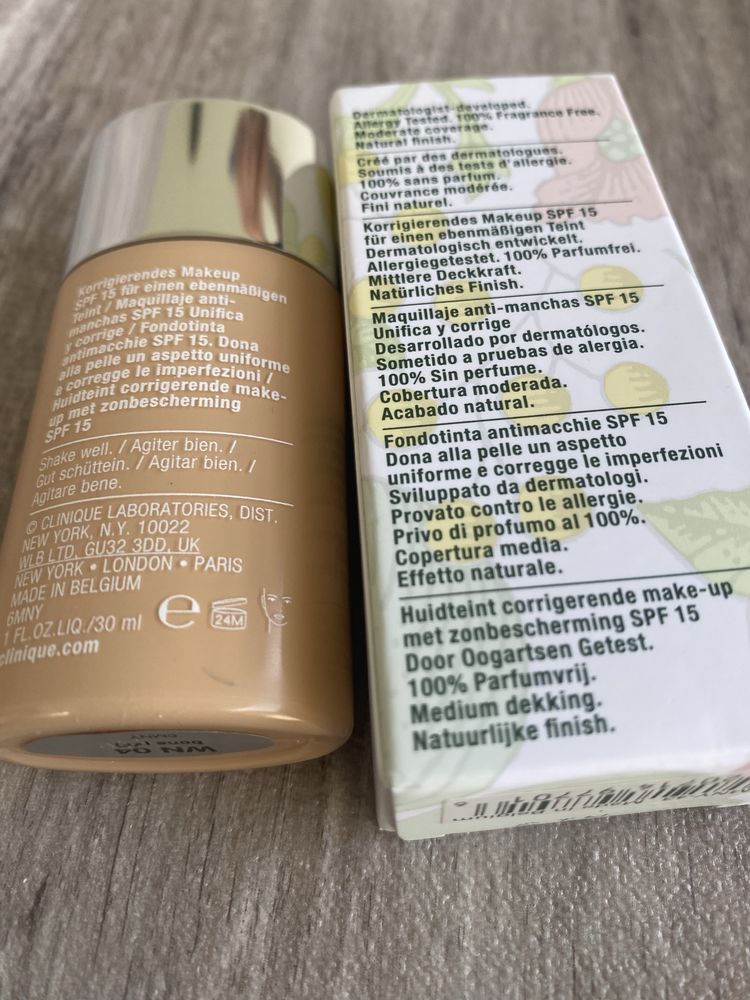 Korrigierendes Makeup
SPF 15 für einen ebenmäßigen
Teint / Maquillaje anti-
manchas SPF 15 Unifica
y corrige / Fondotinta
antimacchie SPF 15. Dona
alla pelle un aspetto uniforme
e corregge le imperfezioni /
Huidteint corrigerende make-
up met zonbescherming
SPF 15
Shake well. / Agiter bien. /
Gut schütteln. / Agitar bien. /
Agitare bene.
© CLINIQUE LABORATORIES, DIST.
NEW YORK, N.Y. 10022
WLB LTD, GU32 3DD, UK
NEW YORK • LONDON • PARIS
MADE IN BELGIUM
6MNY
1 FL.OZ.LIQ./30 ml
e
24M
clinique.com
WN 04
bone
6MNY
Dermatologist-developed.
Allergy Tested. 100% Fragrance Free.
Moderate coverage.
Natural finish.
Créé par des dermatologues.
Soumis à des tests d'allergie.
100% sans parfum.
Couvrance modérée.
Fini naturel.
Korrigierendes Makeup SPF 15
für einen ebenmäßigen Teint
Dermatologisch entwickelt.
Allergiegetestet. 100% Parfumfrei.
Mittlere Deckkraft.
Natürliches Finish.
Maquillaje anti-manchas SPF 15
Unifica y corrige
Desarrollado por dermatólogos.
Sometido a pruebas de alergia.
100% Sin perfume.
Cobertura moderada.
Acabado natural.
Fondotinta antimacchie SPF 15
Dona alla pelle un aspetto
uniforme e corregge le imperfezioni
Sviluppato da dermatologi.
Provato contro le allergie.
Privo di profumo al 100%.
Copertura media.
Effetto naturale.
Huidteint corrigerende make-up
met zonbescherming SPF 15
Door Oogartsen Getest.
100% Parfumvrij.
Medium dekking.
Natuurlijke finish.